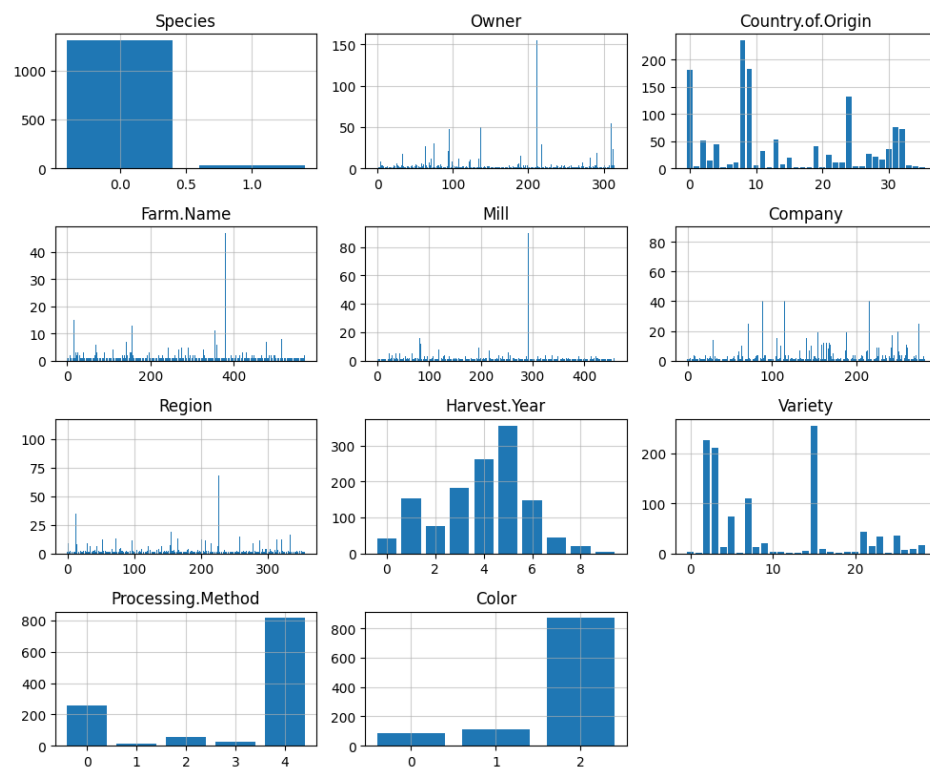 Species
1000
500
0
0.0 0.5 1.0
Owner
150
100
50
0
0 100 200 300
Country.of.Origin
200
150
100
50
0
0 10 20 30
Farm.Name
40
30
20
10
0
0 200 400
Mill
80
60
40
20
0
0 100 200 300 400
Company
80
60
40
20
0
0 100 200
Region
100
75
50
25
0
0 100 200 300
Harvest.Year
300
200
100
0
0 2 4 6 8
Variety
200
100
0
0 10 20
Processing.Method
800
600
400
200
0
0 1 2 3 4
Color
800
600
400
200
0
0 1 2